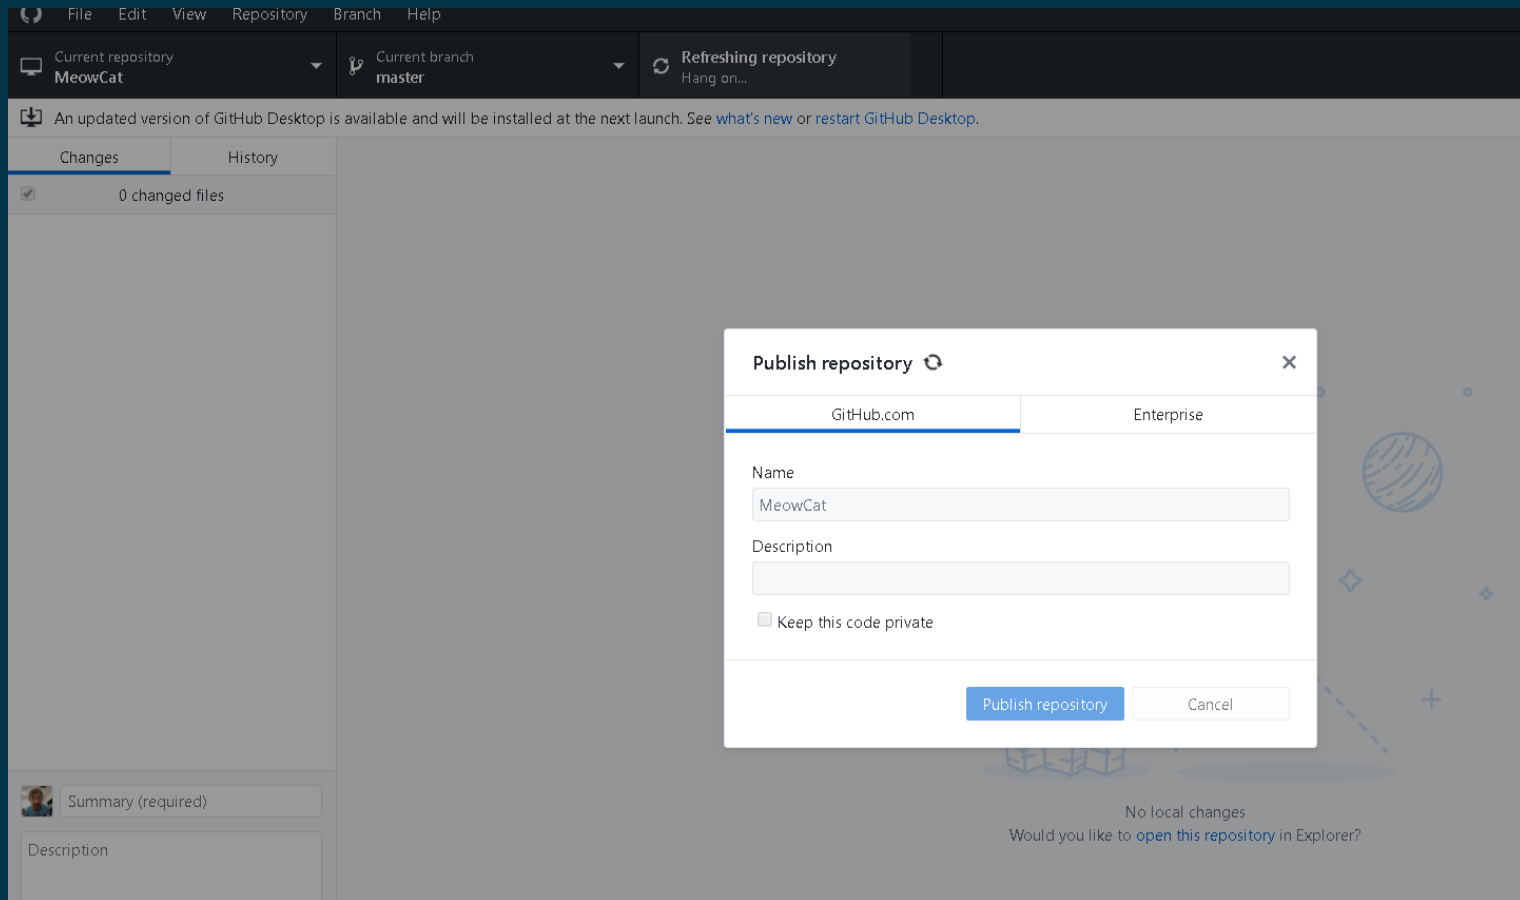 File Edit View Repository Branch Help
Current repository
MeowCat
Current branch
master
Refreshing repository
Hang on...
An updated version of GitHub Desktop is available and will be installed at the next launch. See what's new or restart GitHub Desktop.
Changes History
0 changed files
Publish repository
GitHub.com Enterprise
Name
MeowCat
Description
Keep this code private
Publish repository Cancel
Summary (required)
Description
No local changes
Would you like to open this repository in Explorer?